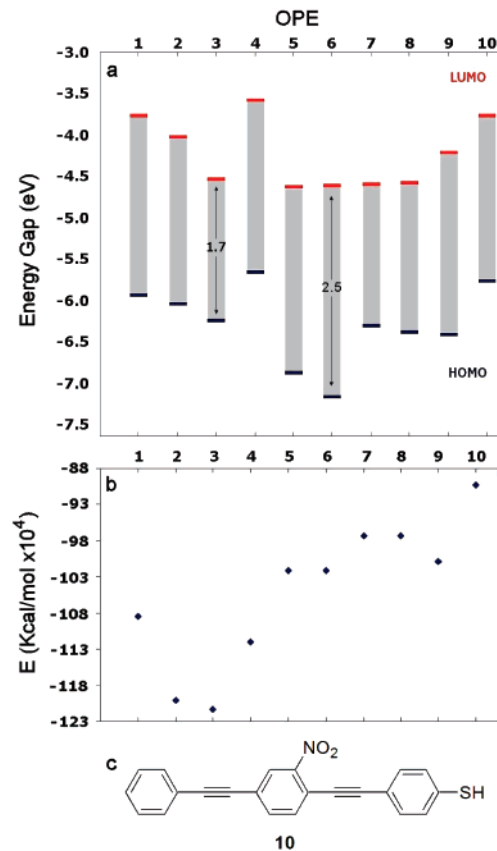 OPE
1 2 3 4 5 6 7 8 9 10
a
LUMO
HOMO
Energy Gap (eV)
-3.0
-3.5
-4.0
-4.5
-5.0
-5.5
-6.0
-6.5
-7.0
-7.5
1.7
2.5
1 2 3 4 5 6 7 8 9 10
b
E (Kcal/mol x10⁴)
-88
-93
-98
-103
-108
-113
-118
-123
c
NO₂
SH
10